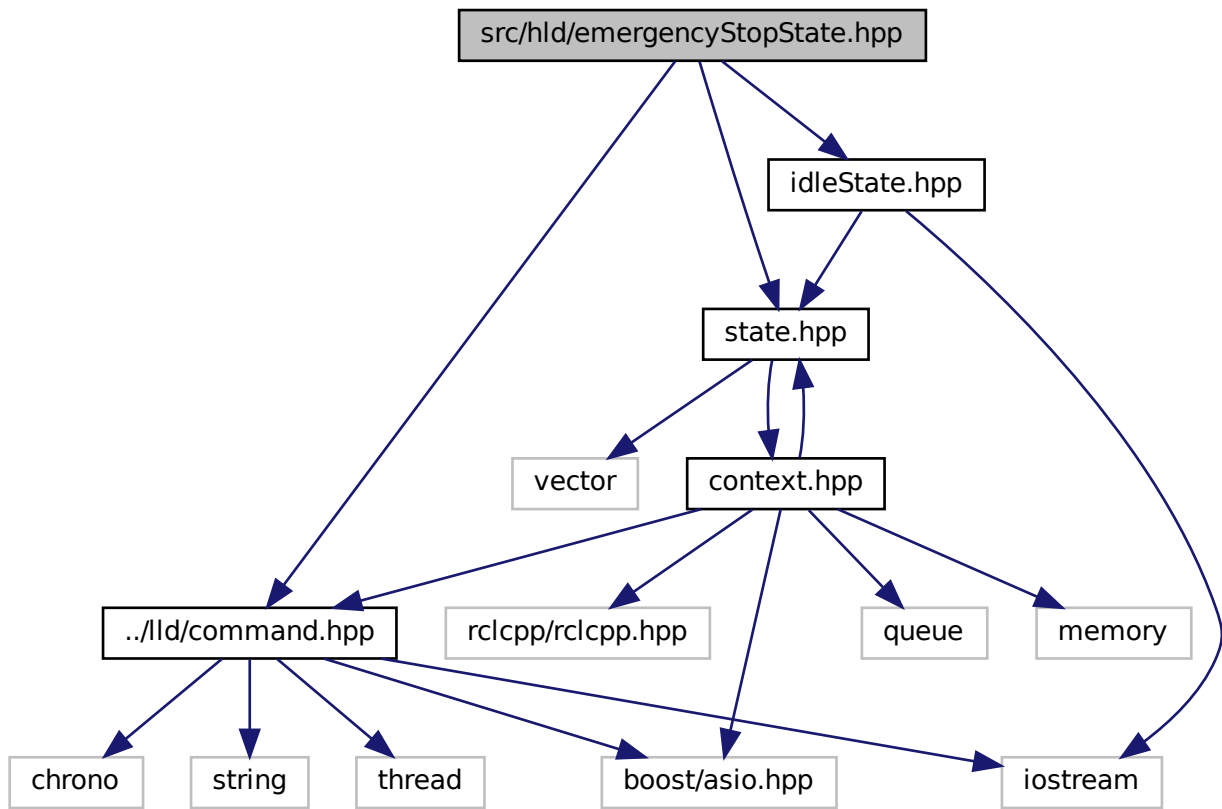 src/hld/emergencyStopState.hpp
idleState.hpp
state.hpp
vector
context.hpp
../lld/command.hpp
rclcpp/rclcpp.hpp
queue
memory
chrono
string
thread
boost/asio.hpp
iostream